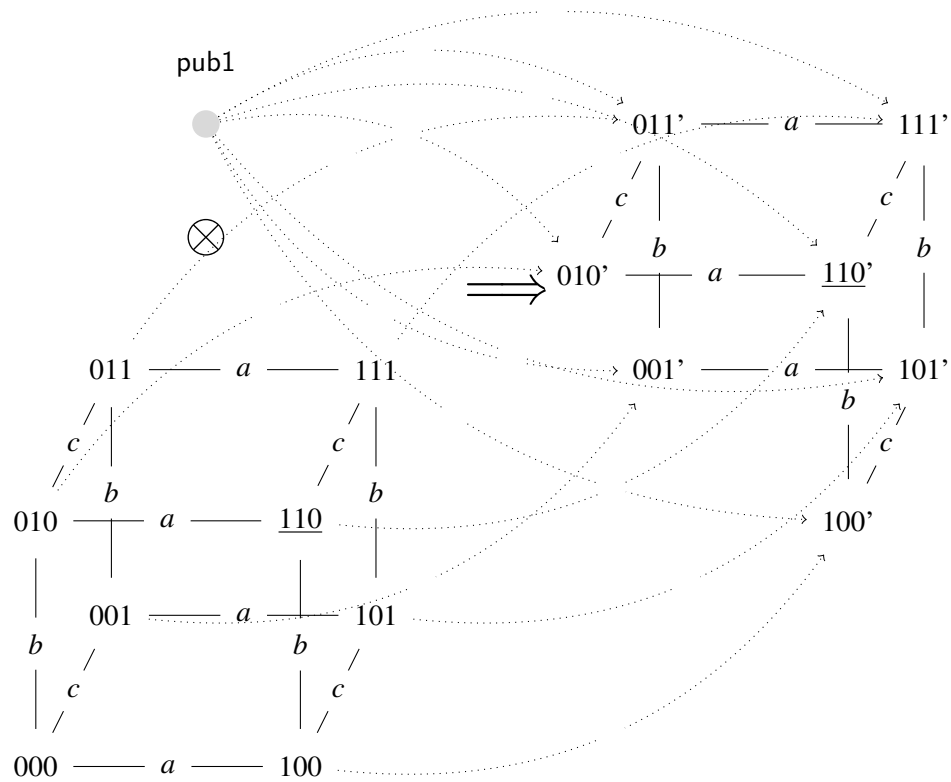 pub1
011’ a 111’
c c
b b
010’ a 110’
⊗
⇒
011 a 111
001’ a 101’
c c
b c
b b
010 a 110
100’
001 a 101
b b
c c
000 a 100